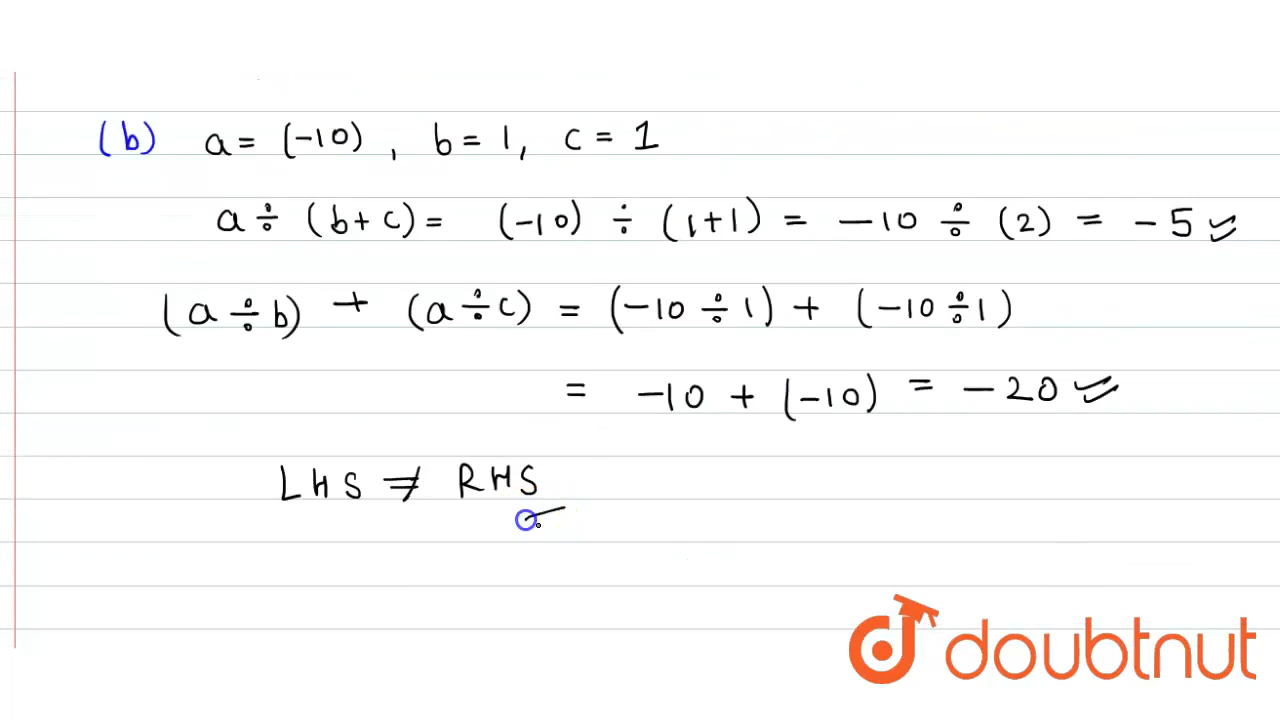 (b) a = (-10) , b = 1, c = 1
a ÷ (b+c) = (-10) ÷ (1+1) = -10 ÷ (2) = -5
(a ÷ b) + (a ÷ c) = (-10 ÷ 1) + (-10 ÷ 1)
= -10 + (-10) = -20
LHS ≠ RHS
doubtnut